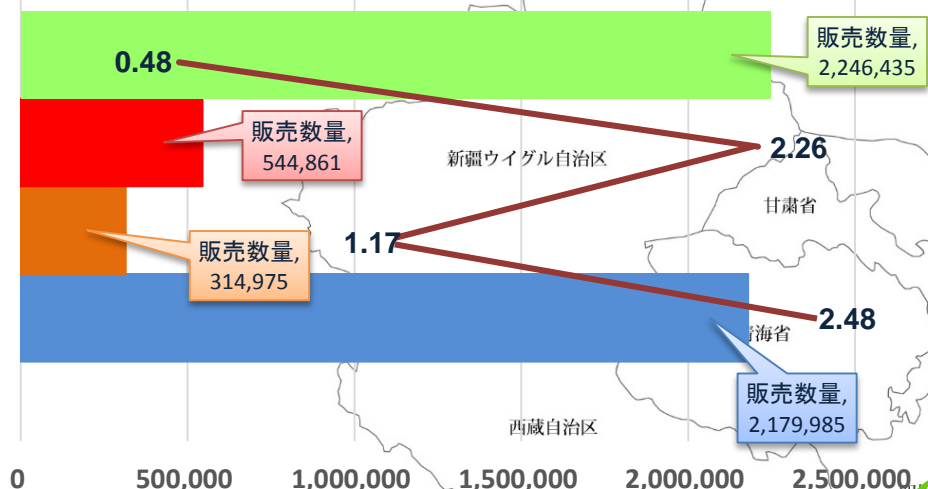 販売数量,
2,246,435
0.48
販売数量,
544,861
新疆ウイグル自治区
2.26
甘粛省
販売数量,
314,975
1.17
2.48
青海省
販売数量,
2,179,985
西蔵自治区
0 500,000 1,000,000 1,500,000 2,000,000 2,500,000